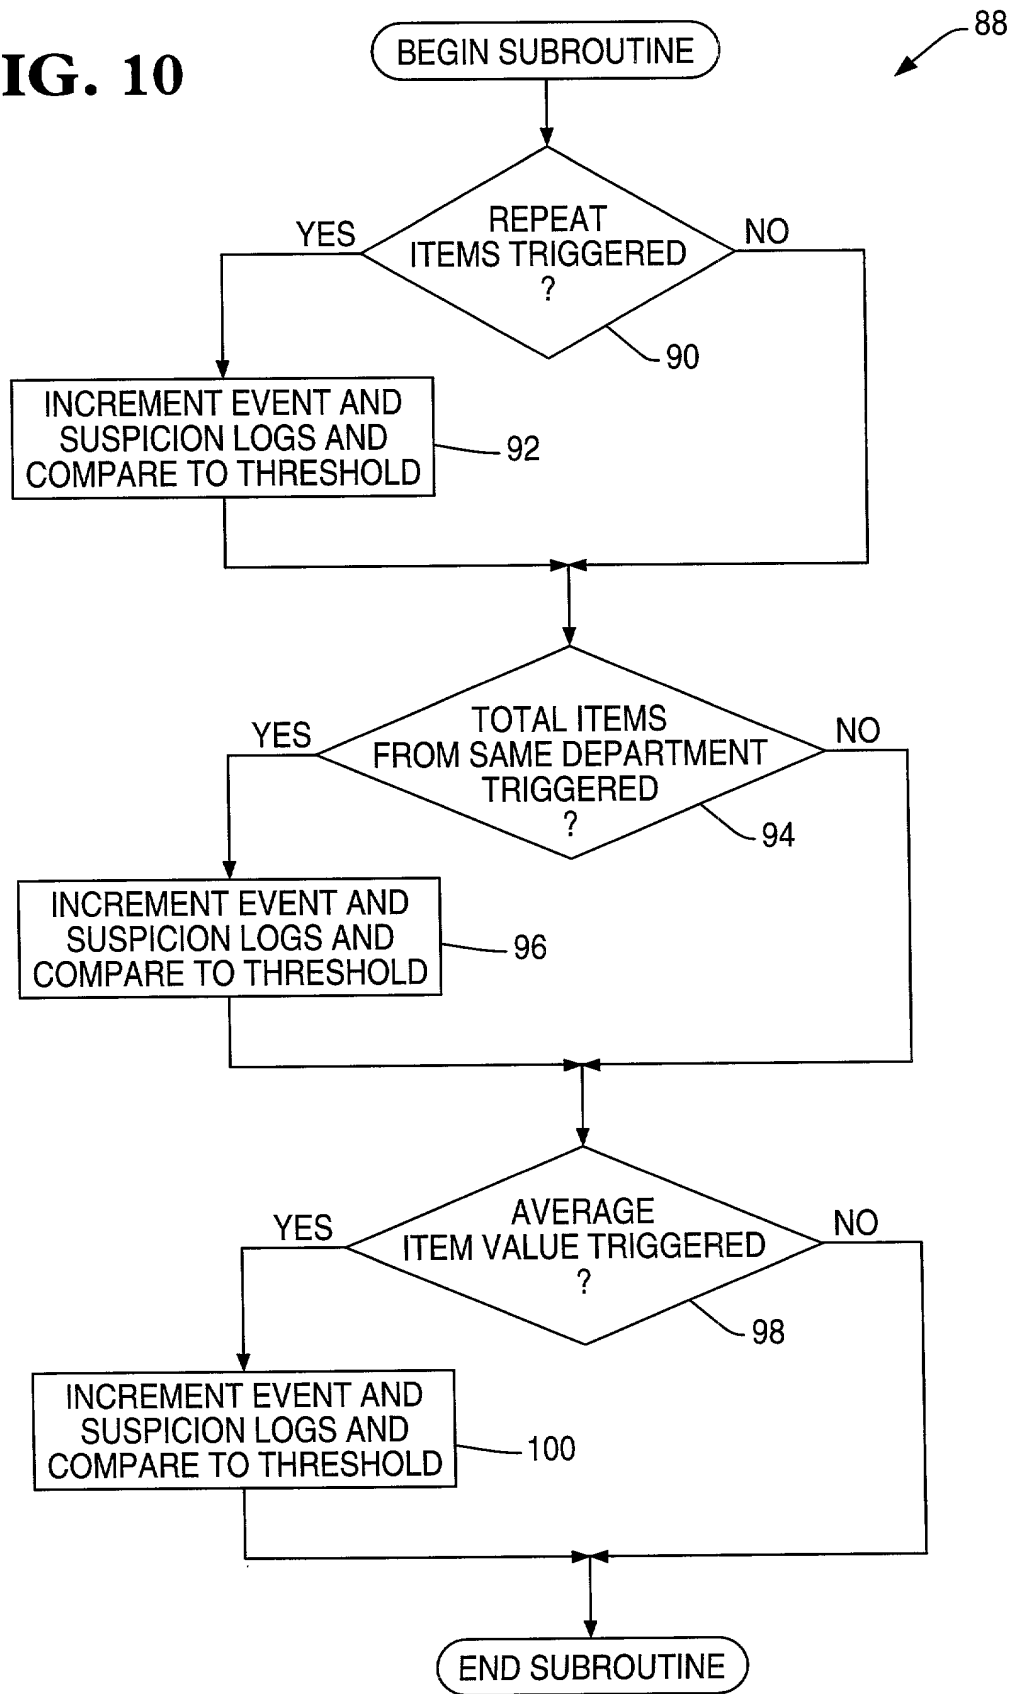 IG. 10
88
BEGIN SUBROUTINE
REPEAT
ITEMS TRIGGERED
?
YES
NO
90
INCREMENT EVENT AND
SUSPICION LOGS AND
COMPARE TO THRESHOLD
92
TOTAL ITEMS
FROM SAME DEPARTMENT
TRIGGERED
?
YES
NO
94
INCREMENT EVENT AND
SUSPICION LOGS AND
COMPARE TO THRESHOLD
96
AVERAGE
ITEM VALUE TRIGGERED
?
YES
NO
98
INCREMENT EVENT AND
SUSPICION LOGS AND
COMPARE TO THRESHOLD
100
END SUBROUTINE